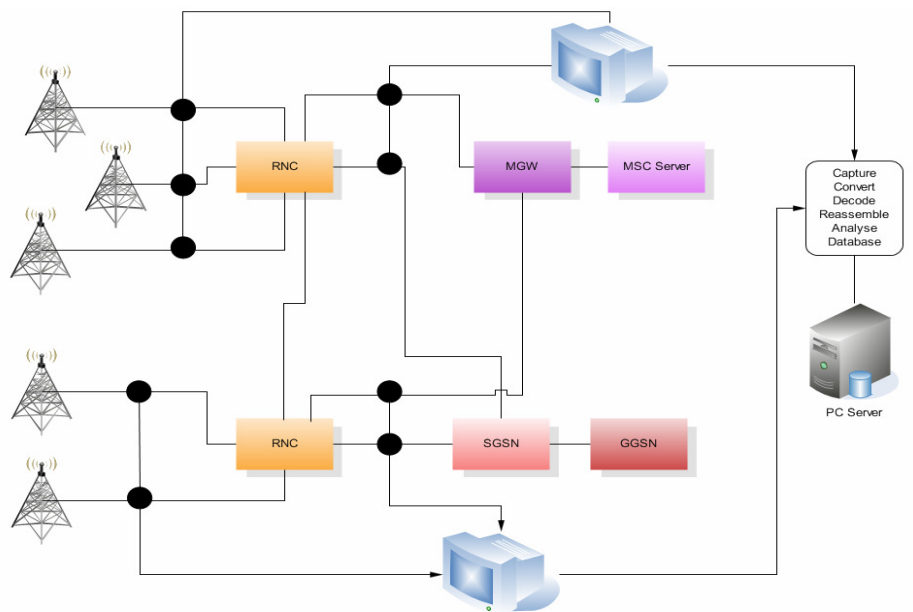 RNC
MGW
MSC Server
Capture
Convert
Decode
Reassemble
Analyse
Database
PC Server
RNC
SGSN
GGSN